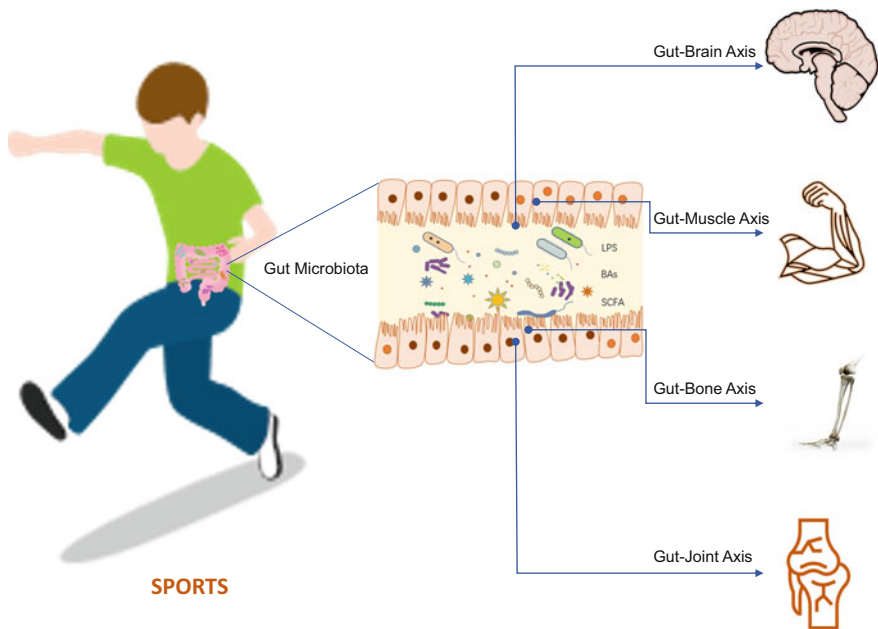 Gut-Brain Axis
Gut-Muscle Axis
Gut Microbiota
LPS
BAs
SCFA
Gut-Bone Axis
Gut-Joint Axis
SPORTS